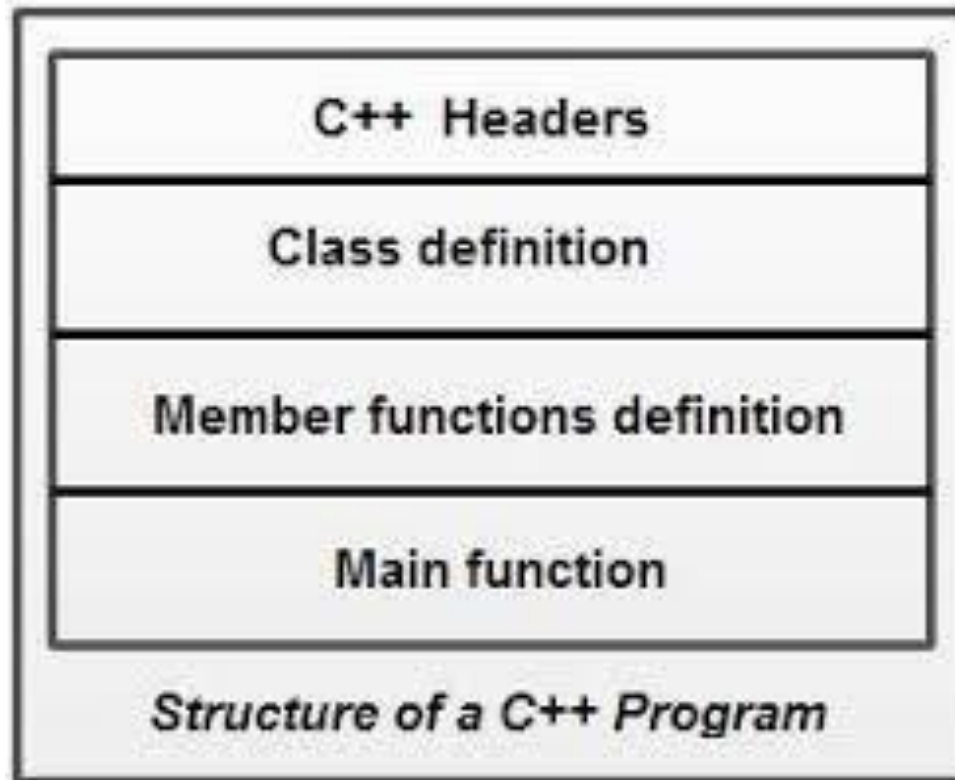 C++ Headers
Class definition
Member functions definition
Main function
Structure of a C++ Program